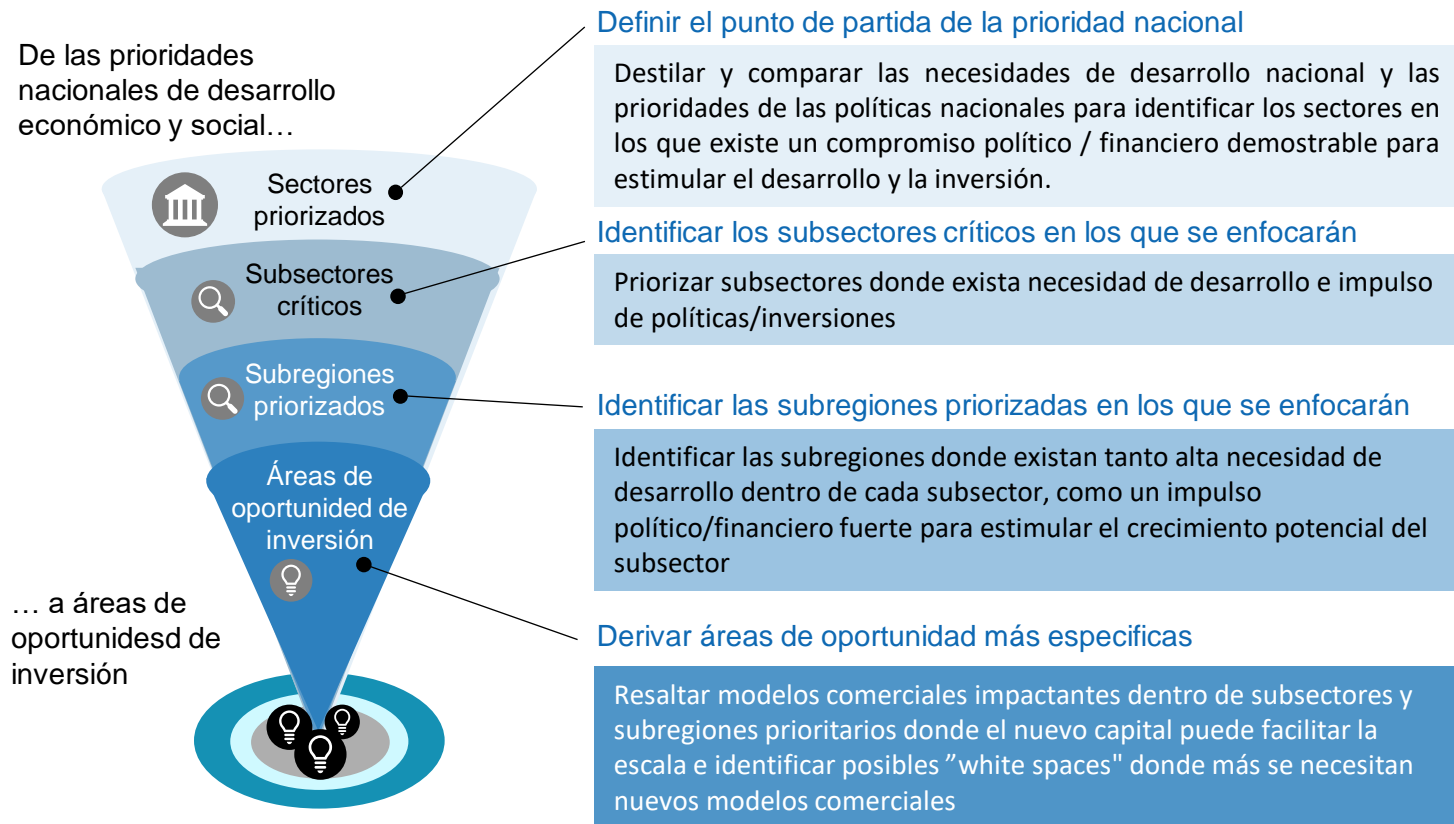 De las prioridades
nacionales de desarrollo
económico y social…
Sectores
priorizados
Subsectores
críticos
Subregiones
priorizados
Áreas de
oportunided de
inversión
… a áreas de
oportunidesd de
inversión
Definir el punto de partida de la prioridad nacional
Destilar y comparar las necesidades de desarrollo nacional y las
prioridades de las políticas nacionales para identificar los sectores en
los que existe un compromiso político / financiero demostrable para
estimular el desarrollo y la inversión.
Identificar los subsectores críticos en los que se enfocarán
Priorizar subsectores donde exista necesidad de desarrollo e impulso
de políticas/inversiones
Identificar las subregiones priorizadas en los que se enfocarán
Identificar las subregiones donde existan tanto alta necesidad de
desarrollo dentro de cada subsector, como un impulso
político/financiero fuerte para estimular el crecimiento potencial del
subsector
Derivar áreas de oportunidad más especificas
Resaltar modelos comerciales impactantes dentro de subsectores y
subregiones prioritarios donde el nuevo capital puede facilitar la
escala e identificar posibles ”white spaces" donde más se necesitan
nuevos modelos comerciales